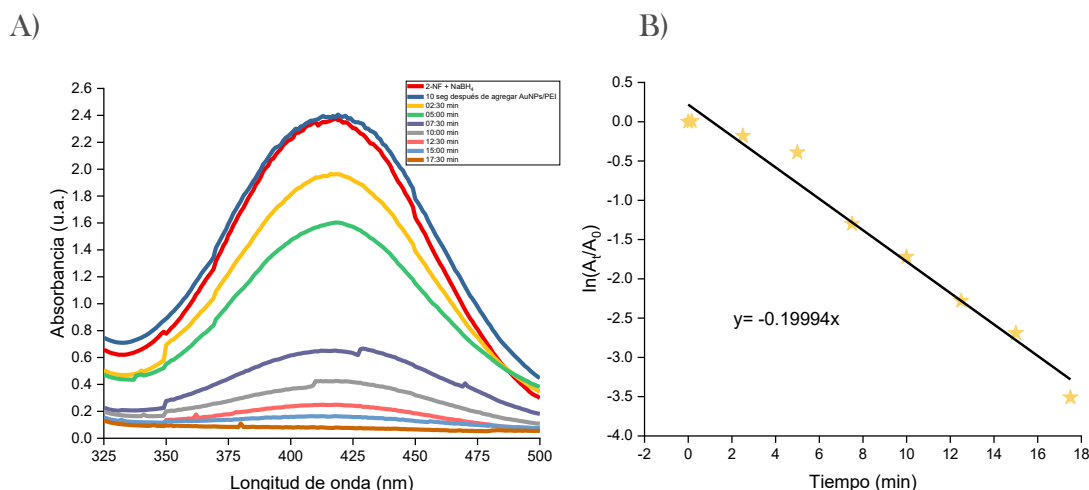 A)
2.6
2.4
2.2
2.0
1.8
1.6
1.4
1.2
1.0
0.8
0.6
0.4
0.2
0.0
325
350
375
400
425
450
475
500
Absorbancia (u.a.)
Longitud de onda (nm)
2-NF + NaBH4
10 seg después de agregar AuNPs/PEI
02:30 min
05:00 min
07:30 min
10:00 min
12:30 min
15:00 min
17:30 min
B)
0.5
0.0
-0.5
-1.0
-1.5
-2.0
-2.5
-3.0
-3.5
-4.0
-2
0
2
4
6
8
10
12
14
16
18
ln(At/A0)
Tiempo (min)
y= -0.19994x